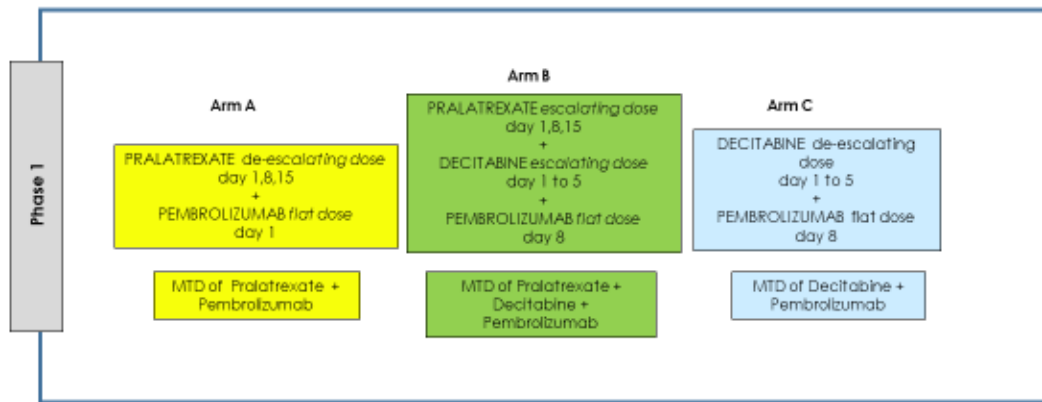 Phase 1
Arm A
PRALATREXATE de-escalating dose
day 1,8,15
+
PEMBROLIZUMAB flat dose
day 1
MTD of Pralatrexate +
Pembrolizumab
Arm B
PRALATREXATE escalating dose
day 1,8,15
+
DECITABINE escalating dose
day 1 to 5
+
PEMBROLIZUMAB flat dose
day 8
MTD of Pralatrexate +
Decitabine +
Pembrolizumab
Arm C
DECITABINE de-escalating
dose
day 1 to 5
+
PEMBROLIZUMAB flat dose
day 8
MTD of Decitabine +
Pembrolizumab